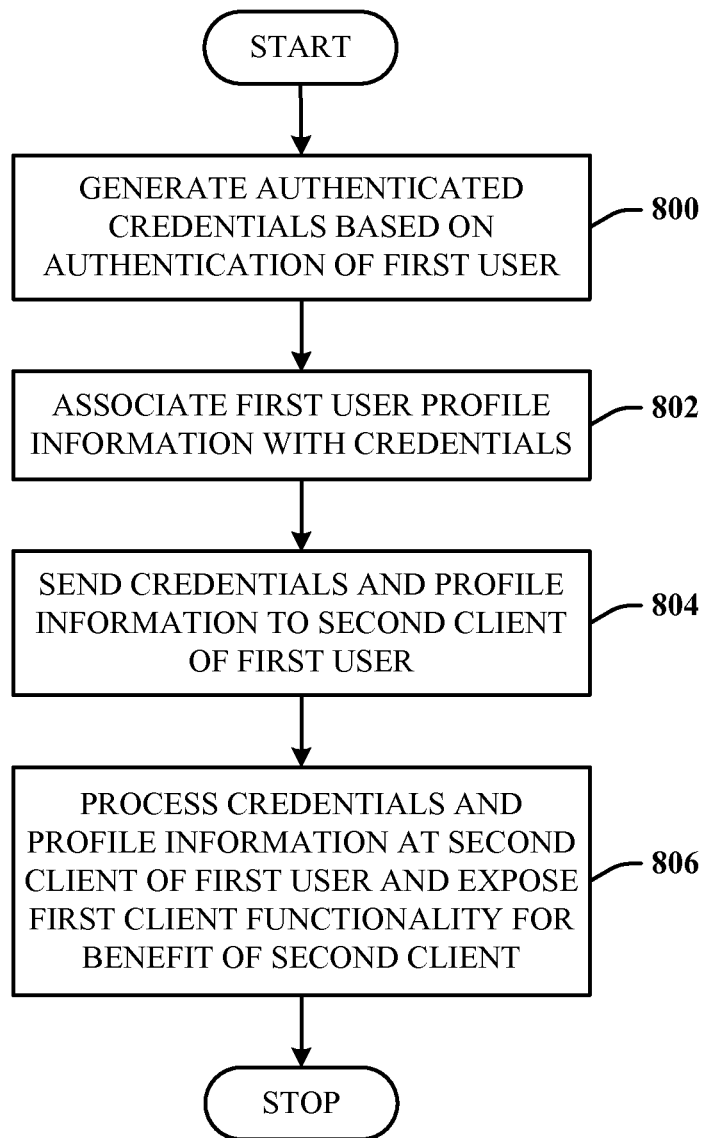 START
GENERATE AUTHENTICATED
CREDENTIALS BASED ON
AUTHENTICATION OF FIRST USER
800
ASSOCIATE FIRST USER PROFILE
INFORMATION WITH CREDENTIALS
802
SEND CREDENTIALS AND PROFILE
INFORMATION TO SECOND CLIENT
OF FIRST USER
804
PROCESS CREDENTIALS AND
PROFILE INFORMATION AT SECOND
CLIENT OF FIRST USER AND EXPOSE
FIRST CLIENT FUNCTIONALITY FOR
BENEFIT OF SECOND CLIENT
806
STOP